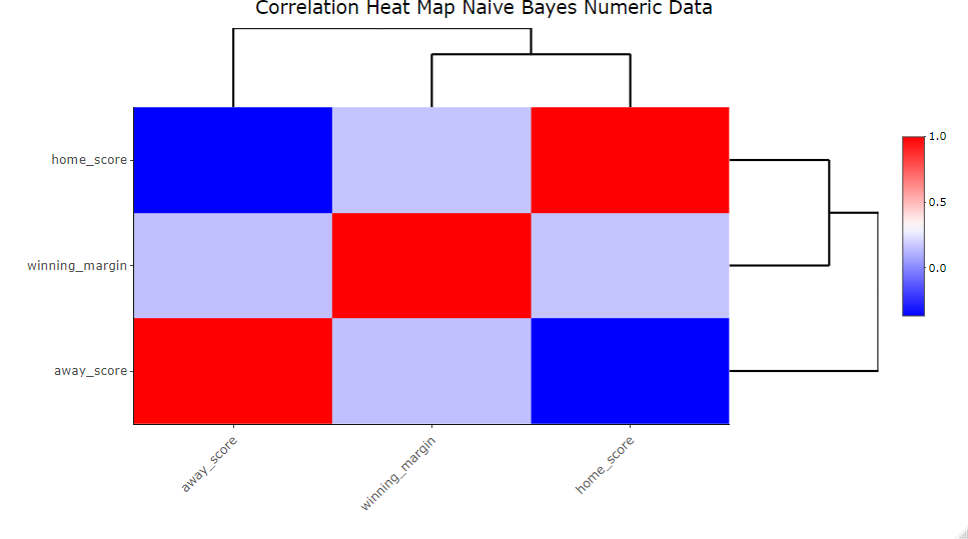 Correlation Heat Map Naive Bayes Numeric Data
home_score
winning_margin
away_score
away_score
winning_margin
home_score
1.0
0.5
0.0